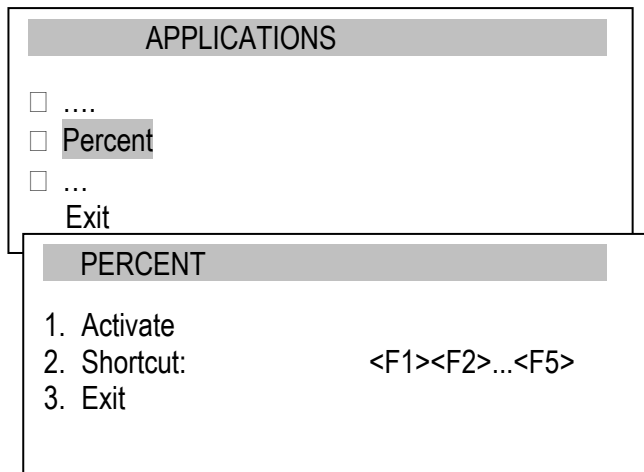 APPLICATIONS
□ ....
□ Percent
□ ...
Exit
PERCENT
1. Activate
2. Shortcut: <F1><F2>...<F5>
3. Exit